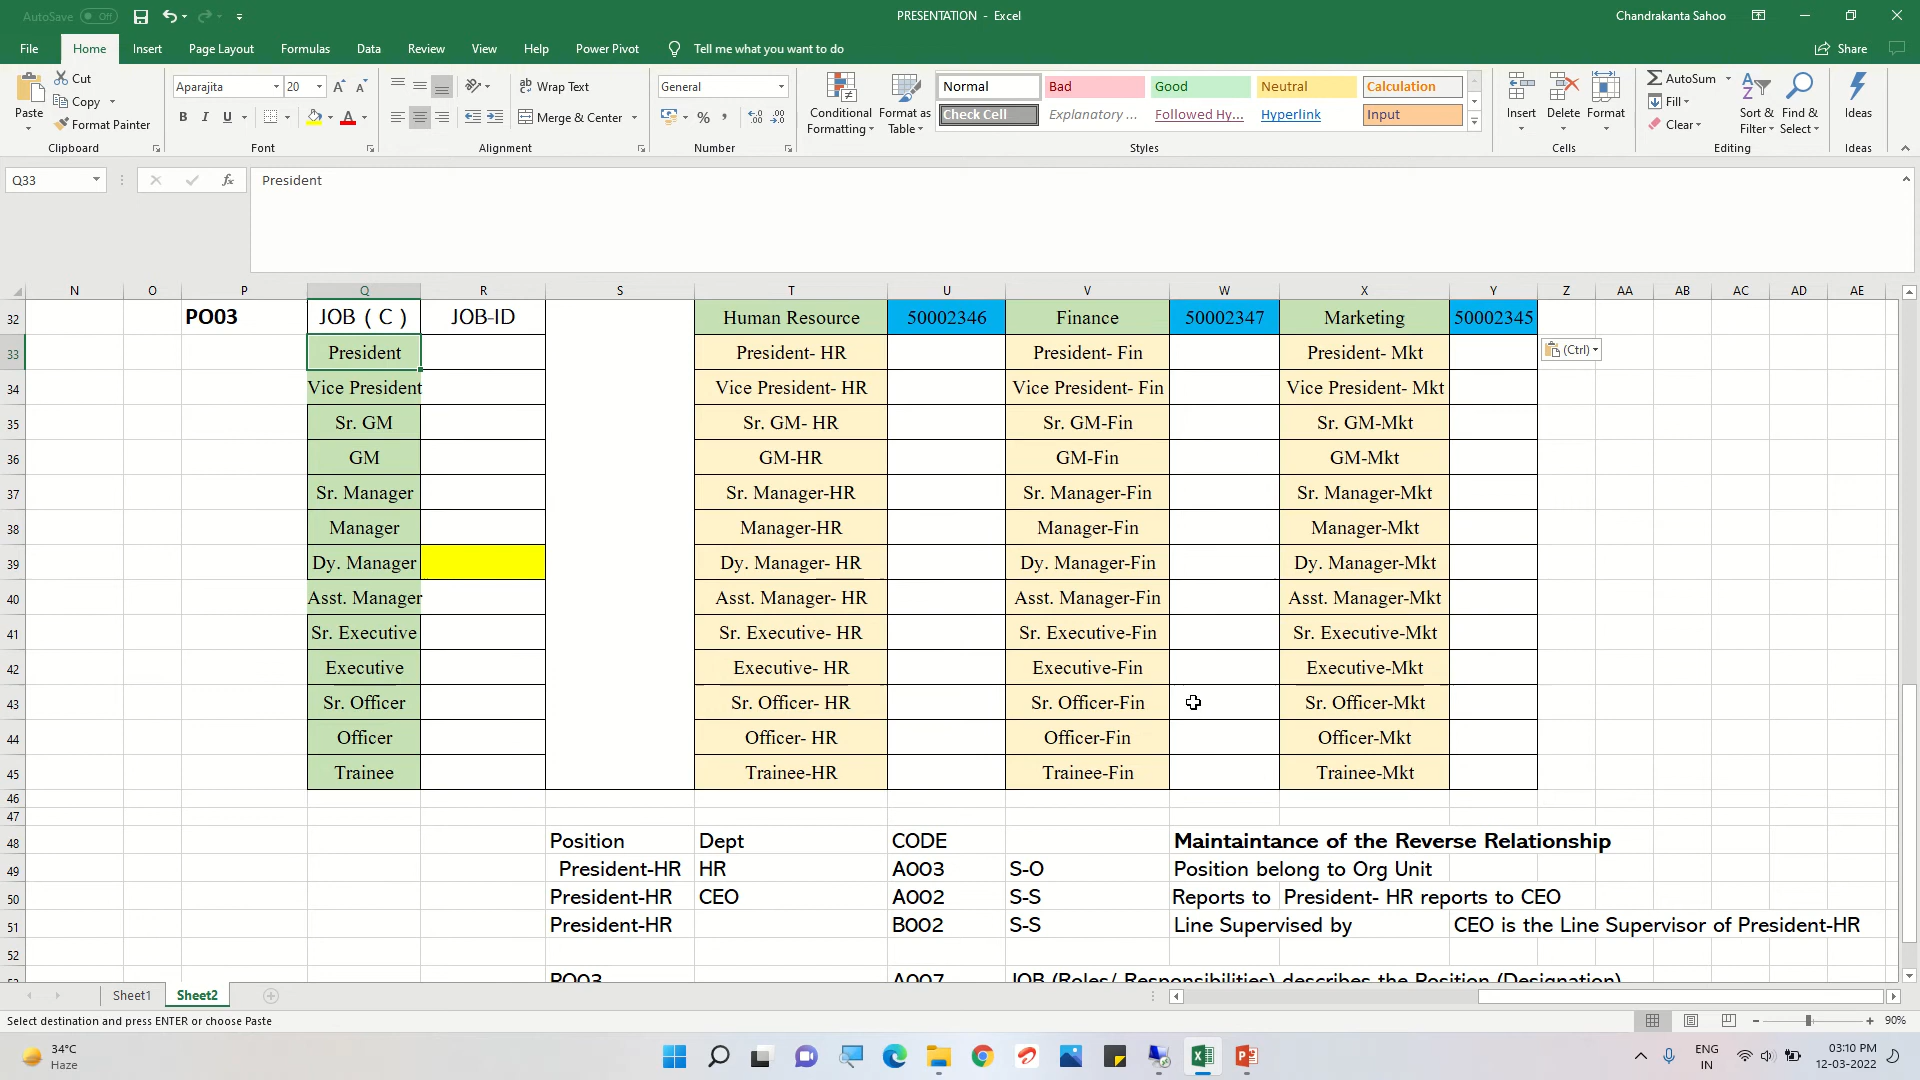 AutoSave Off PRESENTATION - Excel Chandrakanta Sahoo
File Home Insert Page Layout Formulas Data Review View Help Power Pivot Tell me what you want to do Share
Cut
Copy
Format Painter
Paste
Clipboard
Aparajita 20 A A
B I U A
Font
Wrap Text
Merge & Center
Alignment
General
%
Number
Conditional Formatting
Format as Table
Normal Bad Good Neutral Calculation
Check Cell Explanatory ... Followed Hy... Hyperlink Input
Styles
Insert Delete Format
Cells
AutoSum
Fill
Clear
Sort & Filter
Find & Select
Editing
Ideas
Ideas
Q33 fx President
N O P Q R S T U V W X Y Z AA AB AC AD AE
32 PO03 JOB ( C ) JOB-ID Human Resource 50002346 Finance 50002347 Marketing 50002345
33 President President- HR President- Fin President- Mkt (Ctrl)
34 Vice President Vice President- HR Vice President- Fin Vice President- Mkt
35 Sr. GM Sr. GM- HR Sr. GM-Fin Sr. GM-Mkt
36 GM GM-HR GM-Fin GM-Mkt
37 Sr. Manager Sr. Manager-HR Sr. Manager-Fin Sr. Manager-Mkt
38 Manager Manager-HR Manager-Fin Manager-Mkt
39 Dy. Manager Dy. Manager- HR Dy. Manager-Fin Dy. Manager-Mkt
40 Asst. Manager Asst. Manager- HR Asst. Manager-Fin Asst. Manager-Mkt
41 Sr. Executive Sr. Executive- HR Sr. Executive-Fin Sr. Executive-Mkt
42 Executive Executive- HR Executive-Fin Executive-Mkt
43 Sr. Officer Sr. Officer- HR Sr. Officer-Fin Sr. Officer-Mkt
44 Officer Officer- HR Officer-Fin Officer-Mkt
45 Trainee Trainee-HR Trainee-Fin Trainee-Mkt
46
47
48 Position Dept CODE Maintaintance of the Reverse Relationship
49 President-HR HR A003 S-O Position belong to Org Unit
50 President-HR CEO A002 S-S Reports to President- HR reports to CEO
51 President-HR B002 S-S Line Supervised by CEO is the Line Supervisor of President-HR
52
53 PO03 A007 JOB (Roles/ Responsibilities) describes the Position (Designation)
Sheet1 Sheet2
Select destination and press ENTER or choose Paste 90%
34°C
Haze
ENG
IN
03:10 PM
12-03-2022